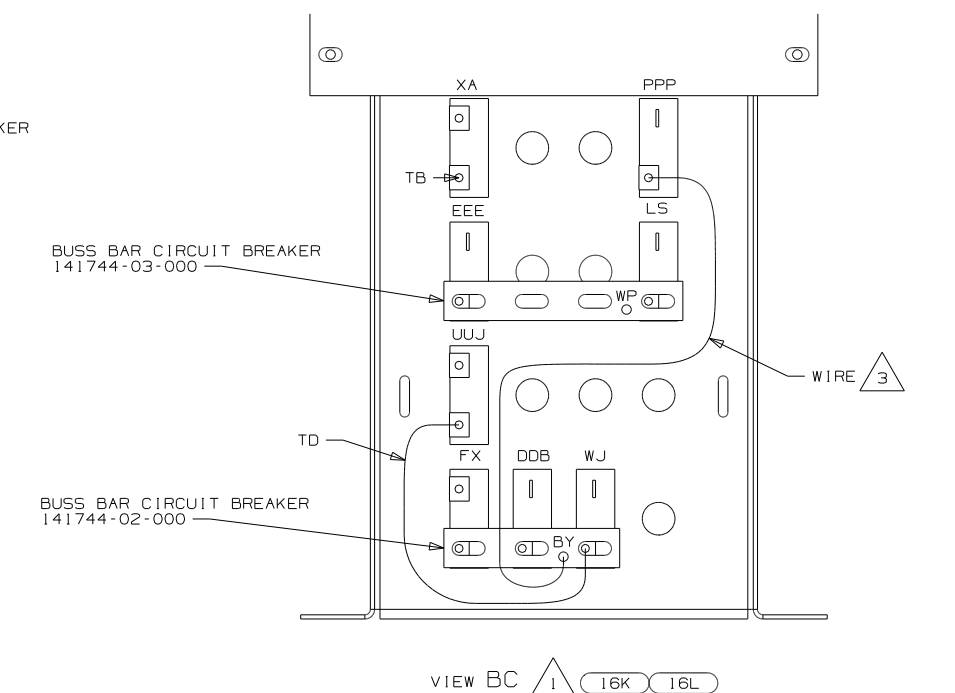 XA
PPP
KER
TB
EEE
LS
BUSS BAR CIRCUIT BREAKER
141744-03-000
WP
UUJ
WIRE 3
TD
FX
DDB
WJ
BUSS BAR CIRCUIT BREAKER
141744-02-000
BY
VIEW BC 1 16K 16L